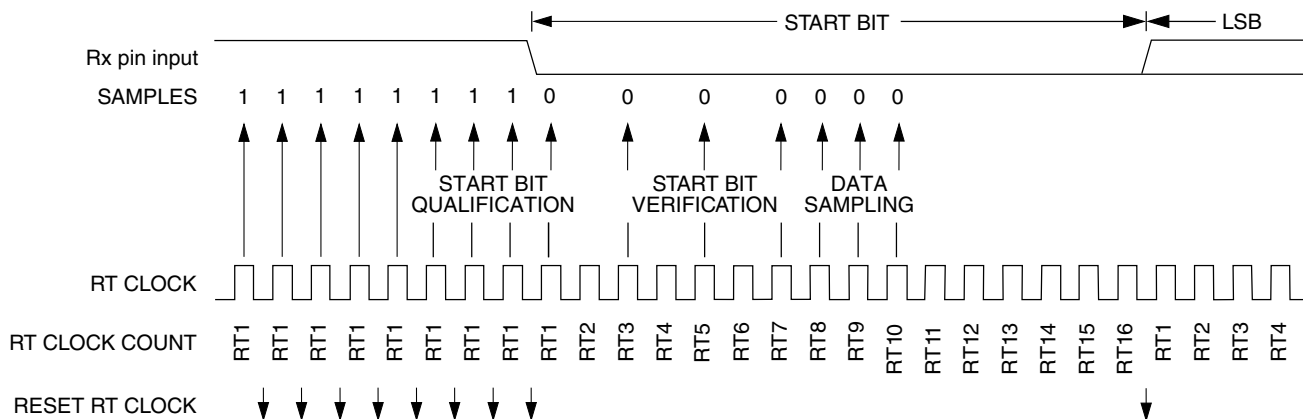 START BIT LSB
Rx pin input
SAMPLES 1 1 1 1 1 1 1 1 0 0 0 0 0 0 0
START BIT QUALIFICATION
START BIT VERIFICATION
DATA SAMPLING
RT CLOCK
RT CLOCK COUNT RT1 RT1 RT1 RT1 RT1 RT1 RT1 RT1 RT1 RT2 RT3 RT4 RT5 RT6 RT7 RT8 RT9 RT10 RT11 RT12 RT13 RT14 RT15 RT16 RT1 RT2 RT3 RT4
RESET RT CLOCK